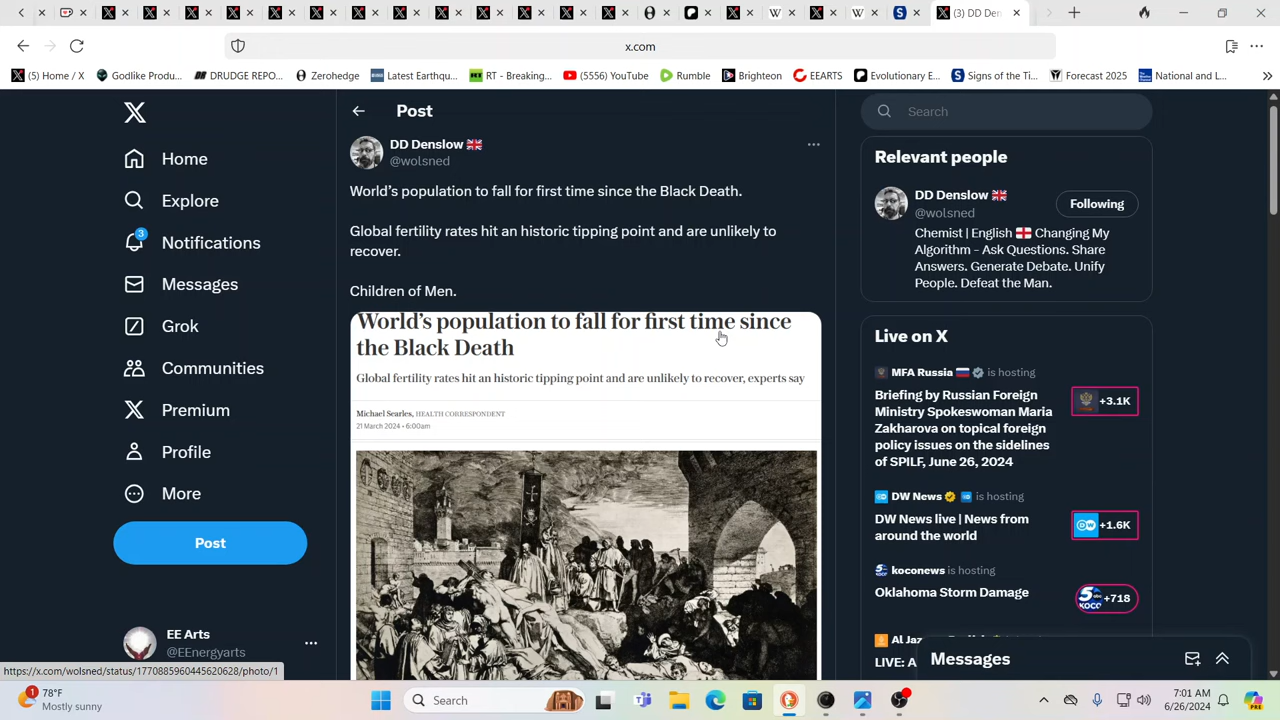 (3) DD Den
x.com
(5) Home / X
Godlike Produ...
DRUDGE REPO...
Zerohedge
Latest Earthqu...
RT - Breaking...
(5556) YouTube
Rumble
Brighteon
EEARTS
Evolutionary E...
Signs of the Ti...
Forecast 2025
National and L...
Home
Explore
3
Notifications
Messages
Grok
Communities
Premium
Profile
More
Post
EE Arts
@EEnergyarts
https://x.com/wolsned/status/1770885960445620628/photo/1
Post
DD Denslow
@wolsned
World's population to fall for first time since the Black Death.
Global fertility rates hit an historic tipping point and are unlikely to
recover.
Children of Men.
World's population to fall for first time since
the Black Death
Global fertility rates hit an historic tipping point and are unlikely to recover, experts say
Michael Searles, HEALTH CORRESPONDENT
21 March 2024 • 6:00am
Search
Relevant people
DD Denslow
@wolsned
Following
Chemist | English Changing My
Algorithm - Ask Questions. Share
Answers. Generate Debate. Unify
People. Defeat the Man.
Live on X
MFA Russia is hosting
Briefing by Russian Foreign
Ministry Spokeswoman Maria
Zakharova on topical foreign
policy issues on the sidelines
of SPILF, June 26, 2024
+3.1K
DW News is hosting
DW News live | News from
around the world
+1.6K
koconews is hosting
Oklahoma Storm Damage
+718
LIVE: A
Messages
1
78°F
Mostly sunny
Search
7:01 AM
6/26/2024